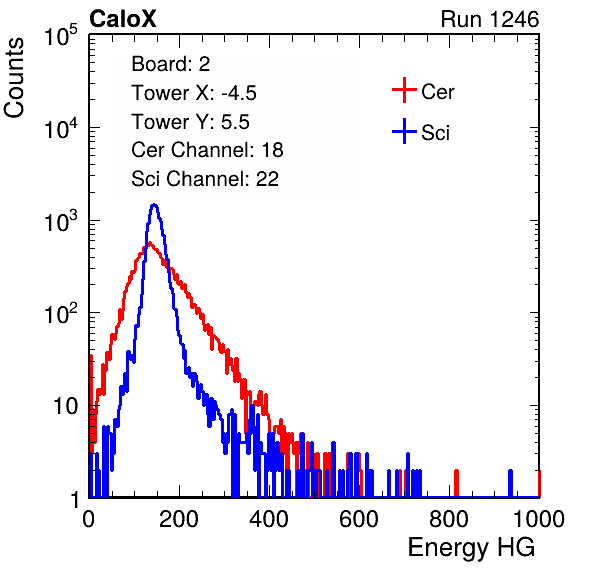 CaloX Run 1246
Counts
10^5
10^4
10^3
10^2
10
1
Board: 2
Tower X: -4.5
Tower Y: 5.5
Cer Channel: 18
Sci Channel: 22
Cer
Sci
0 200 400 600 800 1000
Energy HG